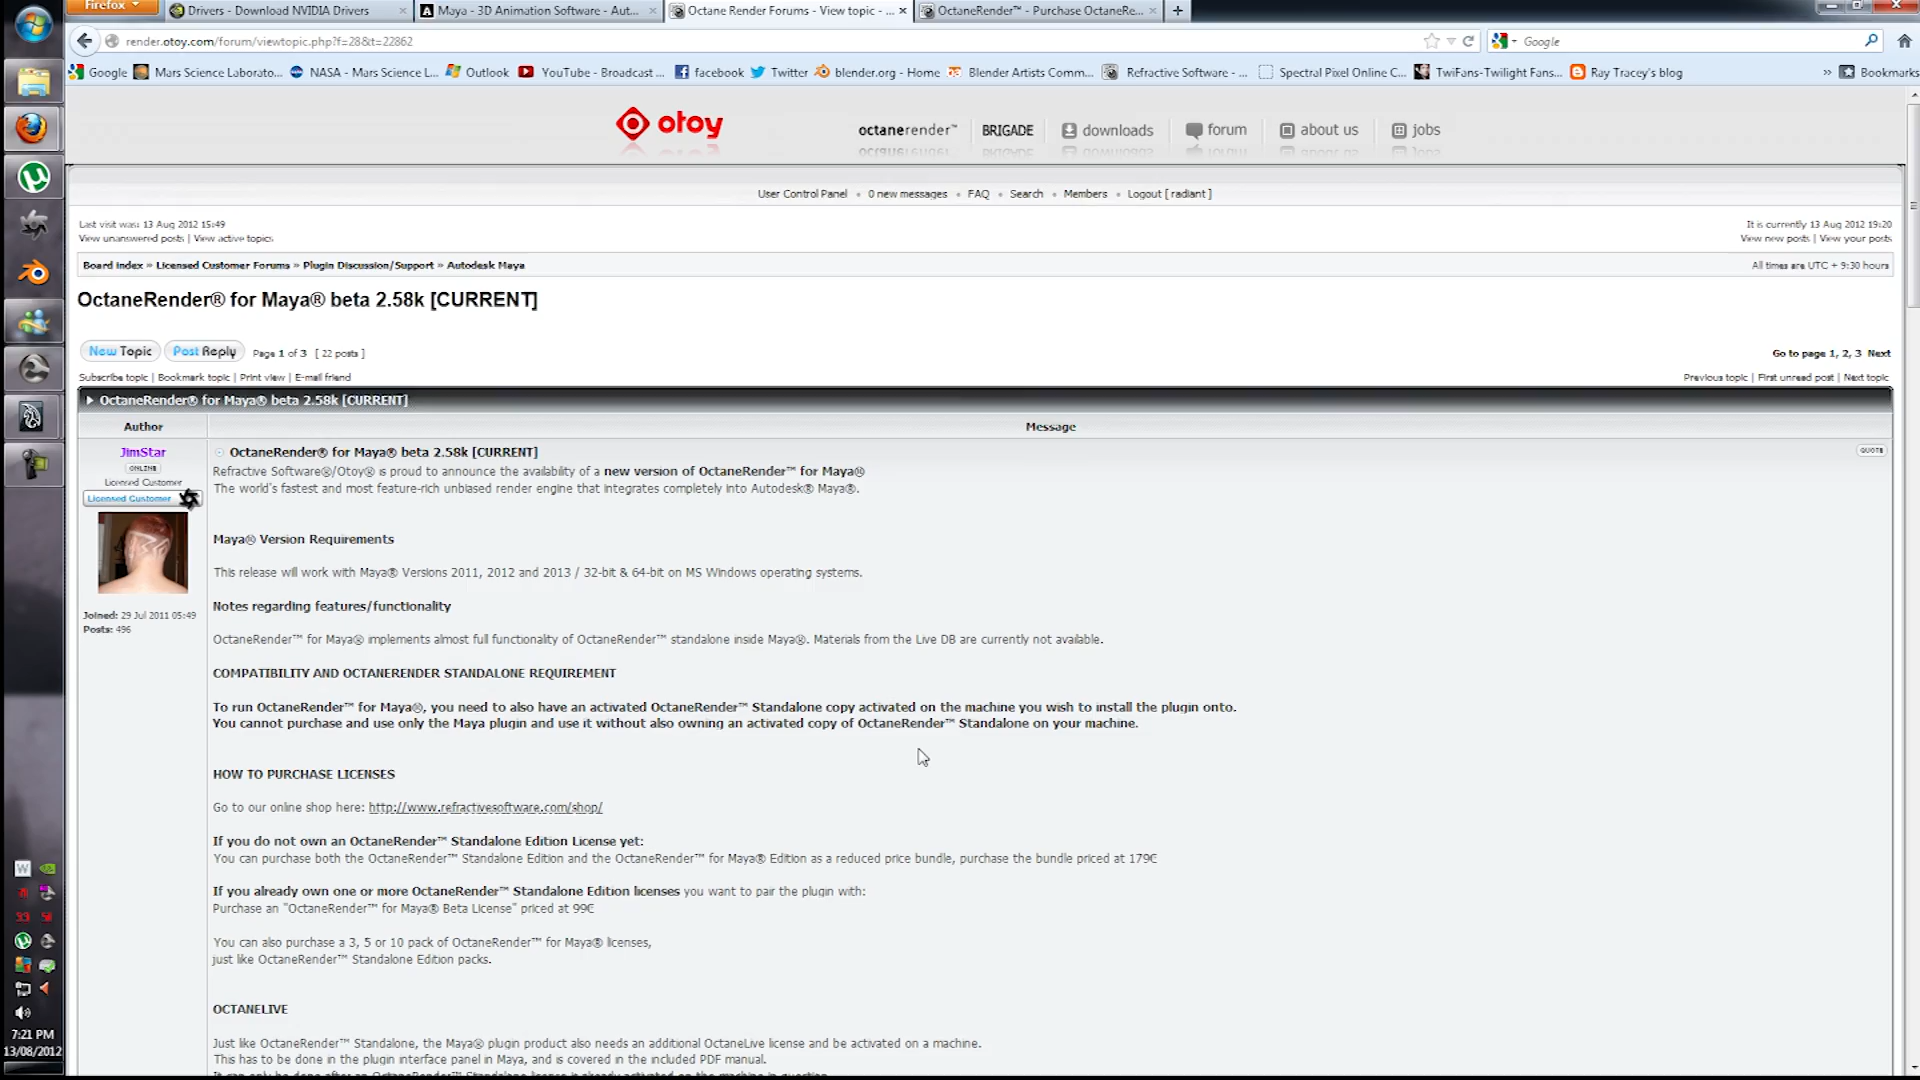 Firefox
Drivers - Download NVIDIA Drivers
Maya - 3D Animation Software - Aut...
Octane Render Forums - View topic - ...
OctaneRender™ - Purchase OctaneRe...
render.otoy.com/forum/viewtopic.php?f=28&t=22862
Google
Google
Mars Science Laborato...
NASA - Mars Science L...
Outlook
YouTube - Broadcast ...
facebook
Twitter
blender.org - Home
Blender Artists Comm...
Refractive Software - ...
Spectral Pixel Online C...
TwiFans-Twilight Fans...
Ray Tracey's blog
» Bookmarks
otoy
octanerender™
BRIGADE
downloads
forum
about us
jobs
User Control Panel • 0 new messages • FAQ • Search • Members • Logout [ radiant ]
Last visit was: 13 Aug 2012 15:49
It is currently 13 Aug 2012 19:20
View unanswered posts | View active topics
View new posts | View your posts
Board index » Licensed Customer Forums » Plugin Discussion/Support » Autodesk Maya
All times are UTC + 9:30 hours
OctaneRender® for Maya® beta 2.58k [CURRENT]
New Topic
Post Reply
Page 1 of 3 [ 22 posts ]
Go to page 1, 2, 3 Next
Subscribe topic | Bookmark topic | Print view | E-mail friend
Previous topic | First unread post | Next topic
OctaneRender® for Maya® beta 2.58k [CURRENT]
Author
Message
JimStar
OctaneRender® for Maya® beta 2.58k [CURRENT]
QUOTE
ONLINE
Licensed Customer
Licensed Customer
Refractive Software®/Otoy® is proud to announce the availability of a new version of OctaneRender™ for Maya®
The world's fastest and most feature-rich unbiased render engine that integrates completely into Autodesk® Maya®.
Maya® Version Requirements
This release will work with Maya® Versions 2011, 2012 and 2013 / 32-bit & 64-bit on MS Windows operating systems.
Notes regarding features/functionality
Joined: 29 Jul 2011 05:49
Posts: 496
OctaneRender™ for Maya® implements almost full functionality of OctaneRender™ standalone inside Maya®. Materials from the Live DB are currently not available.
COMPATIBILITY AND OCTANERENDER STANDALONE REQUIREMENT
To run OctaneRender™ for Maya®, you need to also have an activated OctaneRender™ Standalone copy activated on the machine you wish to install the plugin onto.
You cannot purchase and use only the Maya plugin and use it without also owning an activated copy of OctaneRender™ Standalone on your machine.
HOW TO PURCHASE LICENSES
Go to our online shop here: http://www.refractivesoftware.com/shop/
If you do not own an OctaneRender™ Standalone Edition License yet:
You can purchase both the OctaneRender™ Standalone Edition and the OctaneRender™ for Maya® Edition as a reduced price bundle, purchase the bundle priced at 179€
If you already own one or more OctaneRender™ Standalone Edition licenses you want to pair the plugin with:
Purchase an "OctaneRender™ for Maya® Beta License" priced at 99€
You can also purchase a 3, 5 or 10 pack of OctaneRender™ for Maya® licenses,
just like OctaneRender™ Standalone Edition packs.
OCTANELIVE
Just like OctaneRender™ Standalone, the Maya® plugin product also needs an additional OctaneLive license and be activated on a machine.
This has to be done in the plugin interface panel in Maya, and is covered in the included PDF manual.
7:21 PM
13/08/2012